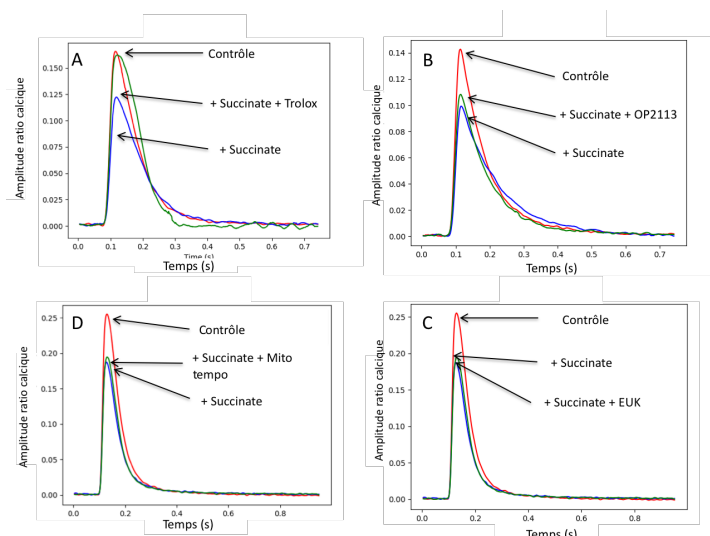 A
Contrôle
+ Succinate + Trolox
+ Succinate
Amplitude ratio calcique
0.150
0.125
0.100
0.075
0.050
0.025
0.000
0.0 0.1 0.2 0.3 0.4 0.5 0.6 0.7
Time (s)
Temps (s)
B
Contrôle
+ Succinate + OP2113
+ Succinate
Amplitude ratio calcique
0.14
0.12
0.10
0.08
0.06
0.04
0.02
0.00
0.0 0.1 0.2 0.3 0.4 0.5 0.6 0.7
Temps (s)
D
Contrôle
+ Succinate + Mito
tempo
+ Succinate
Amplitude ratio calcique
0.25
0.20
0.15
0.10
0.05
0.00
0.0 0.2 0.4 0.6 0.8
Temps (s)
C
Contrôle
+ Succinate
+ Succinate + EUK
Amplitude ratio calcique
0.25
0.20
0.15
0.10
0.05
0.00
0.0 0.2 0.4 0.6 0.8
Temps (s)